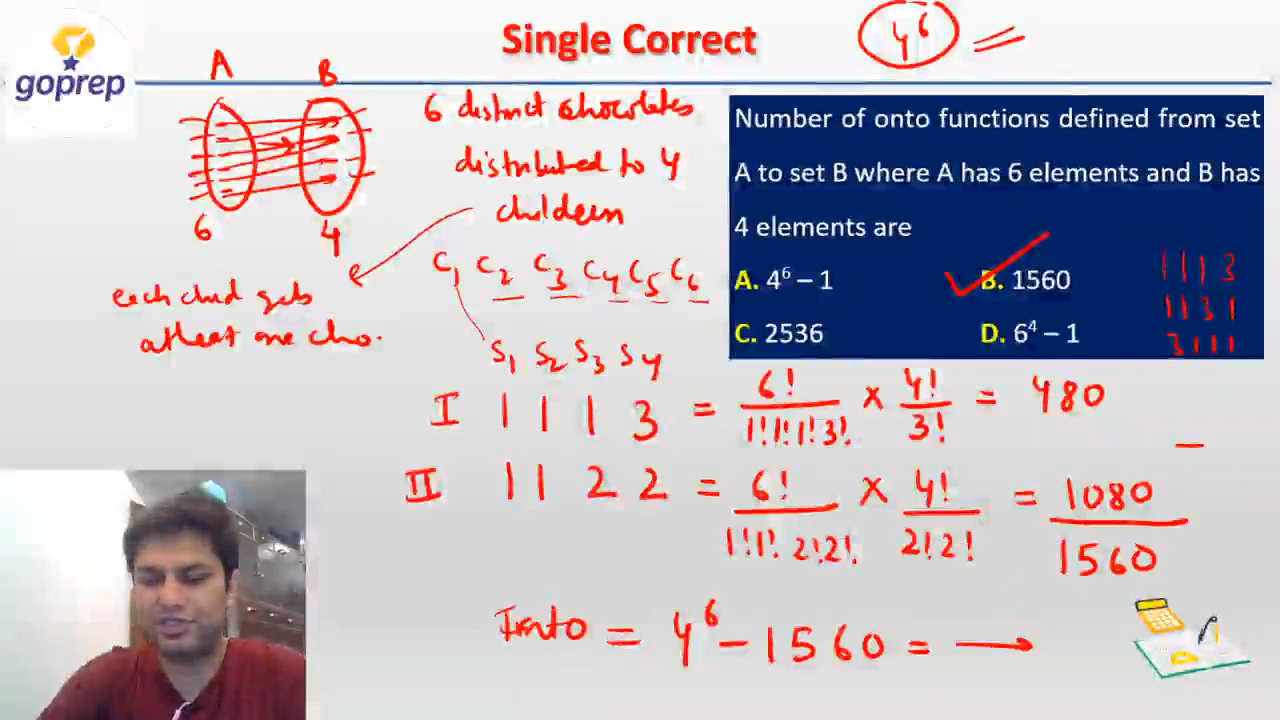 goprep
Single Correct
4⁶
A B
6 4
6 distinct chocolates
distributed to 4
children
each child gets
atleast one cho.
Number of onto functions defined from set
A to set B where A has 6 elements and B has
4 elements are
A. 4⁶ – 1
B. 1560
C. 2536
D. 6⁴ – 1
1 1 1 3
1 1 3 1
3 1 1 1
C₁ C₂ C₃ C₄ C₅ C₆
S₁ S₂ S₃ S₄
I 1 1 1 3 = 6!/1!1!1!3! × 4!/3! = 480
II 1 1 2 2 = 6!/1!1!2!2! × 4!/2!2! = 1080
1560
Into = 4⁶ – 1560 =